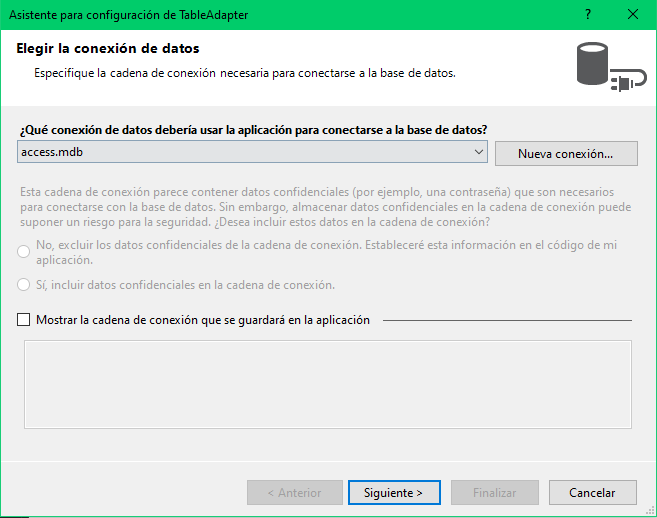 Asistente para configuración de TableAdapter
?
Elegir la conexión de datos
Especifique la cadena de conexión necesaria para conectarse a la base de datos.
¿Qué conexión de datos debería usar la aplicación para conectarse a la base de datos?
access.mdb
Nueva conexión...
Esta cadena de conexión parece contener datos confidenciales (por ejemplo, una contraseña) que son necesarios
para conectarse con la base de datos. Sin embargo, almacenar datos confidenciales en la cadena de conexión puede
suponer un riesgo para la seguridad. ¿Desea incluir estos datos en la cadena de conexión?
No, excluir los datos confidenciales de la cadena de conexión. Estableceré esta información en el código de mi
aplicación.
Sí, incluir datos confidenciales en la cadena de conexión.
Mostrar la cadena de conexión que se guardará en la aplicación
< Anterior
Siguiente >
Finalizar
Cancelar